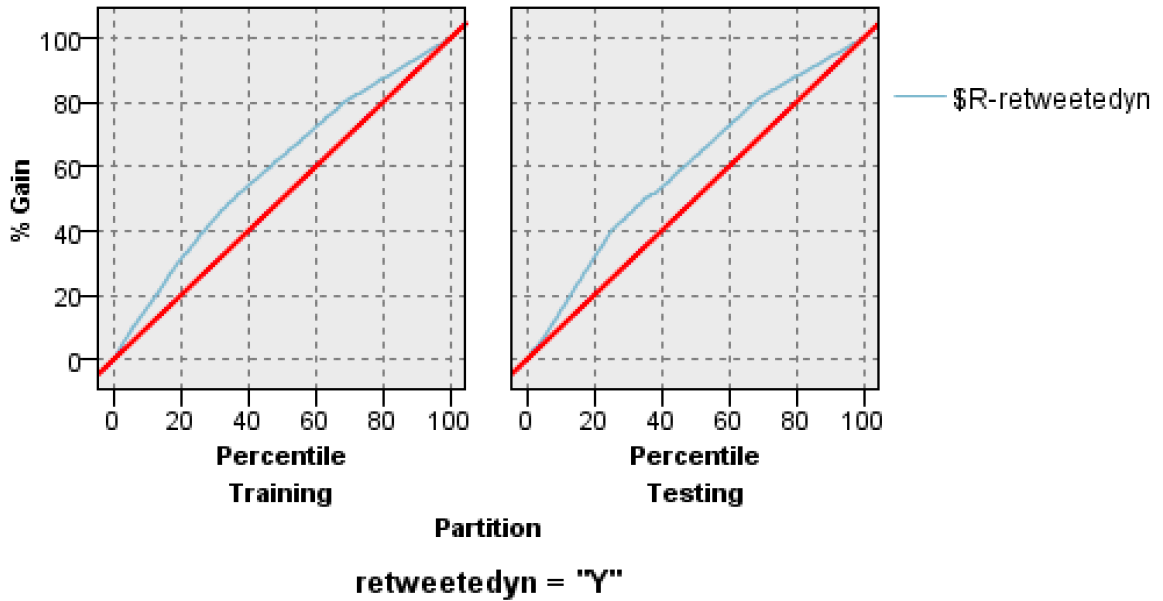 % Gain
100
80
60
40
20
0
0 20 40 60 80 100
0 20 40 60 80 100
Percentile
Percentile
Training
Testing
Partition
retweetedyn = "Y"
$R-retweetedyn